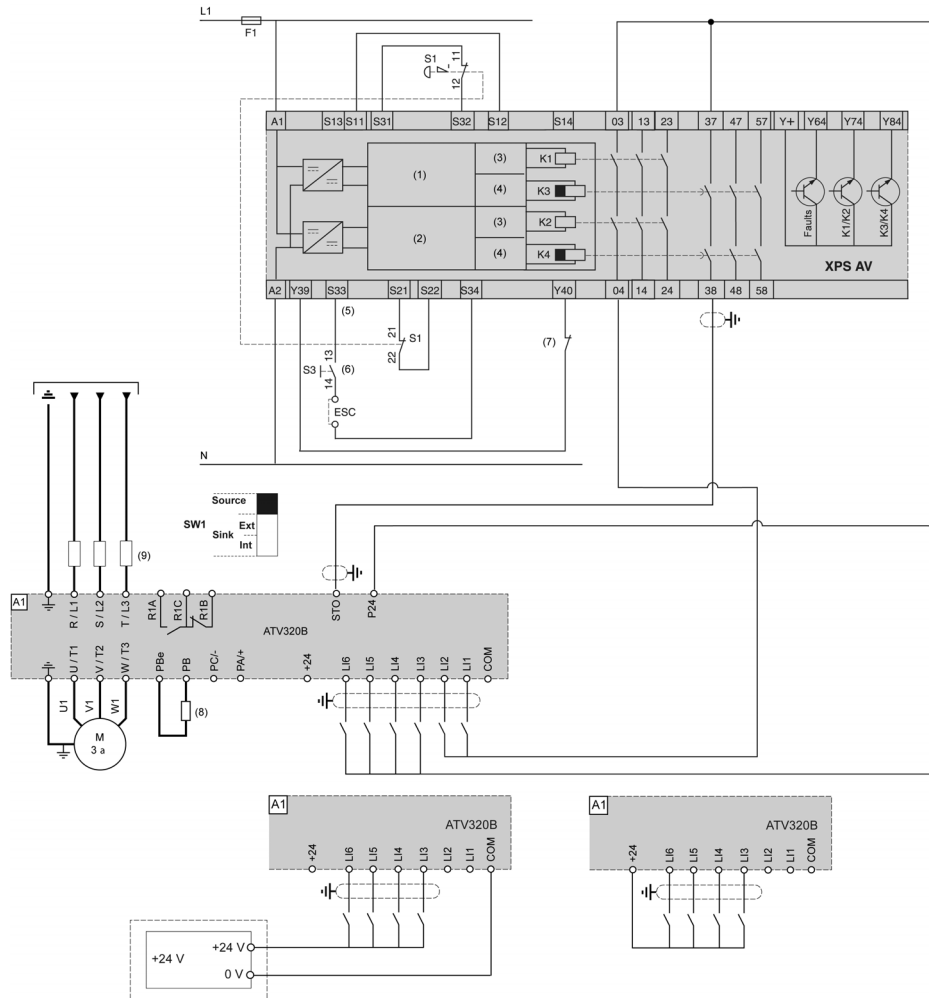 L1
F1
S1
11
12
A1 S13 S11 S31 S32 S12 S14 03 13 23 37 47 57 Y+ Y64 Y74 Y84
(1)
(3)
K1
(4)
K3
(2)
(3)
K2
(4)
K4
Faults
K1/K2
K3/K4
XPS AV
A2 Y39 S33 S21 S22 S34 Y40 04 14 24 38 48 58
(5)
21
S1
22
(7)
13
S3
(6)
14
ESC
N
Source
SW1
Sink
Ext
Int
(9)
A1
R / L1
S / L2
T / L3
R1A
R1C
R1B
STO
P24
ATV320B
U / T1
V / T2
W / T3
PBe
PB
PC/-
PA/+
+24
LI6
LI5
LI4
LI3
LI2
LI1
COM
U1
V1
W1
(8)
M
3 a
A1
ATV320B
+24
LI6
LI5
LI4
LI3
LI2
LI1
COM
+24 V
+24 V
0 V
A1
ATV320B
+24
LI6
LI5
LI4
LI3
LI2
LI1
COM